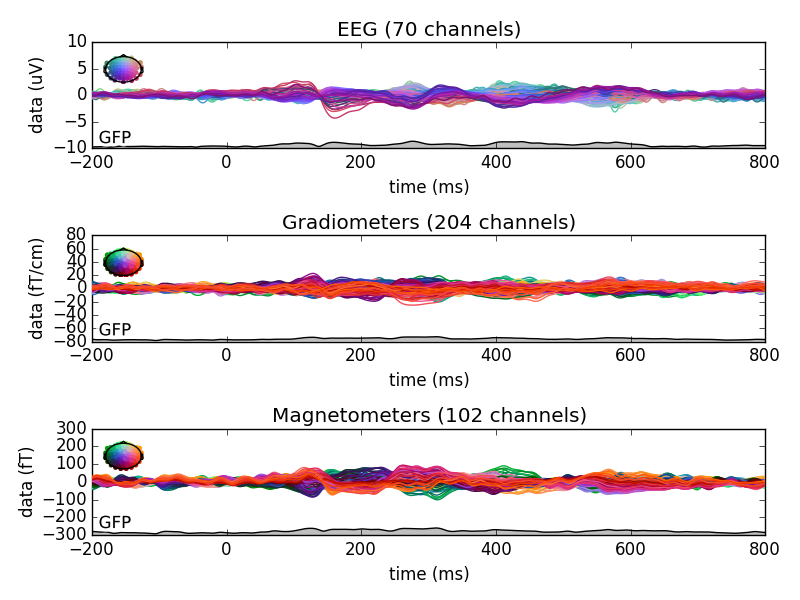 EEG (70 channels)
10
5
0
−5
−10
data (uV)
GFP
−200 0 200 400 600 800
time (ms)
Gradiometers (204 channels)
80
60
40
20
0
−20
−40
−60
−80
data (fT/cm)
GFP
−200 0 200 400 600 800
time (ms)
Magnetometers (102 channels)
300
200
100
0
−100
−200
−300
data (fT)
GFP
−200 0 200 400 600 800
time (ms)